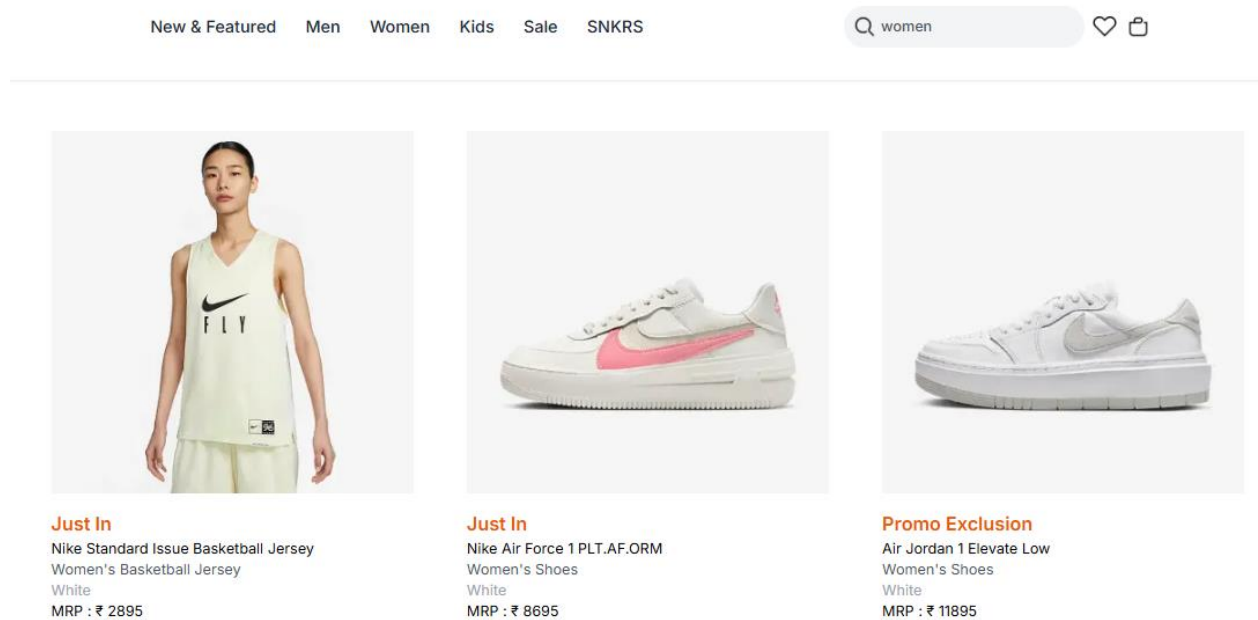 New & Featured Men Women Kids Sale SNKRS women
FLY
Just In
Nike Standard Issue Basketball Jersey
Women's Basketball Jersey
White
MRP : ₹ 2895
Just In
Nike Air Force 1 PLT.AF.ORM
Women's Shoes
White
MRP : ₹ 8695
Promo Exclusion
Air Jordan 1 Elevate Low
Women's Shoes
White
MRP : ₹ 11895